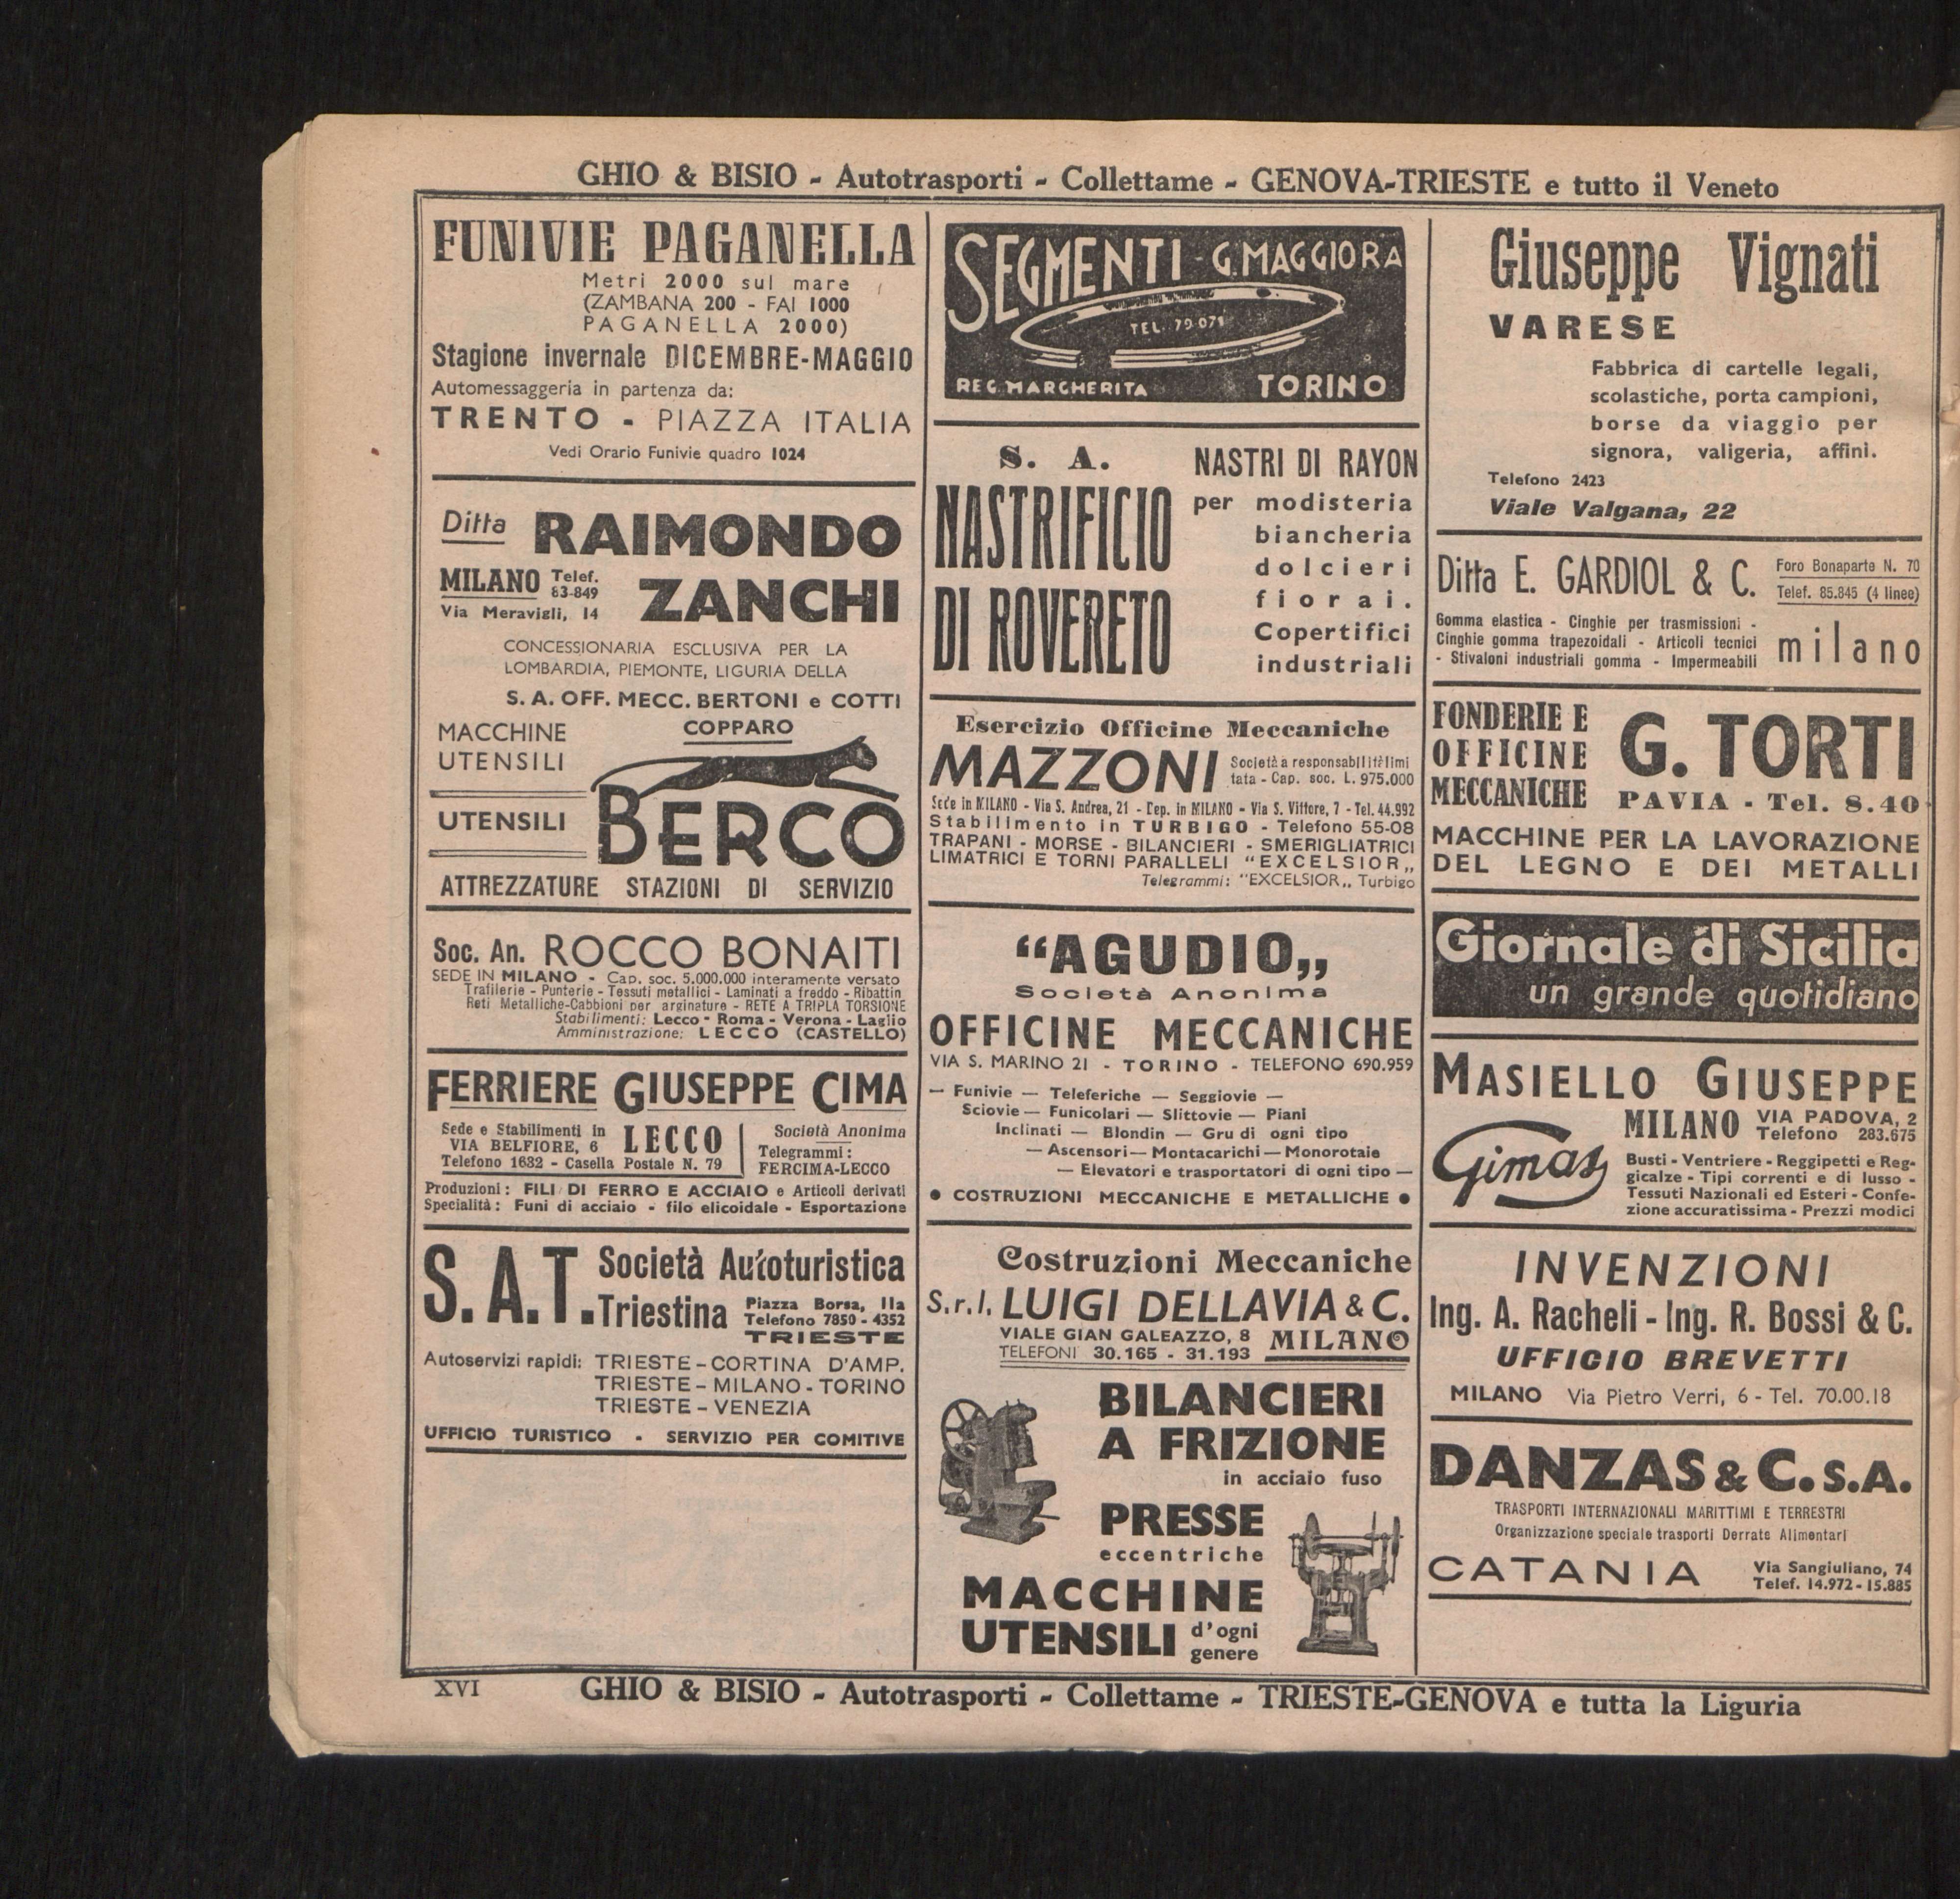 GHIO & BISIO - Autotrasporti - Collettame - GENOVA-TRIESTE e tutto il Veneto
FUNIVIE PAGANELLA
Metri 2000 sul mare
(ZAMBANA 200 - FAI 1000
PAGANELLA 2000)
Stagione invernale DICEMBRE-MAGGIO
Automessaggeria in partenza da:
TRENTO - PIAZZA ITALIA
Vedi Orario Funivie quadro 1024
Ditta RAIMONDO
ZANCHI
MILANO Telef. 83-849
Via Meravigli, 14
CONCESSIONARIA ESCLUSIVA PER LA
LOMBARDIA, PIEMONTE, LIGURIA DELLA
S. A. OFF. MECC. BERTONI e COTTI
COPPARO
MACCHINE
UTENSILI
UTENSILI
BERCO
ATTREZZATURE STAZIONI DI SERVIZIO
Soc. An. ROCCO BONAITI
SEDE IN MILANO - Cap. soc. 5.000.000 interamente versato
Trafilerie - Punterie - Tessuti metallici - Laminati a freddo - Ribattin
Reti Metalliche-Gabbioni per arginature - RETE A TRIPLA TORSIONE
Stabilimenti: Lecco - Roma - Verona - Laglio
Amministrazione: LECCO (CASTELLO)
FERRIERE GIUSEPPE CIMA
Sede e Stabilimenti in
VIA BELFIORE, 6 LECCO
Telefono 1632 - Casella Postale N. 79
Società Anonima
Telegrammi:
FERCIMA-LECCO
Produzioni: FILI DI FERRO E ACCIAIO e Articoli derivati
Specialità: Funi di acciaio - filo elicoidale - Esportazione
S.A.T. Società Autoturistica
Triestina
Piazza Borsa, 11a
Telefono 7850 - 4352
TRIESTE
Autoservizi rapidi: TRIESTE - CORTINA D'AMP.
TRIESTE - MILANO - TORINO
TRIESTE - VENEZIA
UFFICIO TURISTICO - SERVIZIO PER COMITIVE
SEGMENTI - G. MAGGIORA
TEL. 79-071
REG. MARGHERITA TORINO
S. A.
NASTRIFICIO
DI ROVERETO
NASTRI DI RAYON
per modisteria
biancheria
dolcieri
fiorai.
Copertifici
industriali
Esercizio Officine Meccaniche
MAZZONI
Società a responsabilità limi
tata - Cap. soc. L. 975.000
Sede in MILANO - Via S. Andrea, 21 - Dep. in MILANO - Via S. Vittore, 7 - Tel. 44.992
Stabilimento in TURBIGO - Telefono 55-08
TRAPANI - MORSE - BILANCIERI - SMERIGLIATRICI
LIMATRICI E TORNI PARALLELI "EXCELSIOR„
Telegrammi: "EXCELSIOR„ Turbigo
“AGUDIO„
Società Anonima
OFFICINE MECCANICHE
VIA S. MARINO 21 - TORINO - TELEFONO 690.959
— Funivie — Teleferiche — Seggiovie —
Sciovie — Funicolari — Slittovie — Piani
Inclinati — Blondin — Gru di ogni tipo
— Ascensori — Montacarichi — Monorotaie
— Elevatori e trasportatori di ogni tipo —
• COSTRUZIONI MECCANICHE E METALLICHE •
Costruzioni Meccaniche
S.r.l. LUIGI DELLAVIA & C.
VIALE GIAN GALEAZZO, 8
TELEFONI 30.165 - 31.193
MILANO
BILANCIERI
A FRIZIONE
in acciaio fuso
PRESSE
eccentriche
MACCHINE
UTENSILI d'ogni
genere
Giuseppe Vignati
VARESE
Fabbrica di cartelle legali,
scolastiche, porta campioni,
borse da viaggio per
signora, valigeria, affini.
Telefono 2423
Viale Valgana, 22
Ditta E. GARDIOL & C.
Foro Bonaparte N. 70
Telef. 85.845 (4 linee)
Gomma elastica - Cinghie per trasmissioni -
Cinghie gomma trapezoidali - Articoli tecnici
- Stivaloni industriali gomma - Impermeabili
milano
FONDERIE E
OFFICINE
MECCANICHE
G. TORTI
PAVIA - Tel. 8.40
MACCHINE PER LA LAVORAZIONE
DEL LEGNO E DEI METALLI
Giornale di Sicilia
un grande quotidiano
MASIELLO GIUSEPPE
MILANO VIA PADOVA, 2
Telefono 283.675
Gimas
Busti - Ventriere - Reggipetti e Reg-
gicalze - Tipi correnti e di lusso -
Tessuti Nazionali ed Esteri - Confe-
zione accuratissima - Prezzi modici
INVENZIONI
Ing. A. Racheli - Ing. R. Bossi & C.
UFFICIO BREVETTI
MILANO Via Pietro Verri, 6 - Tel. 70.00.18
DANZAS & C. S.A.
TRASPORTI INTERNAZIONALI MARITTIMI E TERRESTRI
Organizzazione speciale trasporti Derrate Alimentari
CATANIA
Via Sangiuliano, 74
Telef. 14.972 - 15.885
XVI
GHIO & BISIO - Autotrasporti - Collettame - TRIESTE-GENOVA e tutta la Liguria